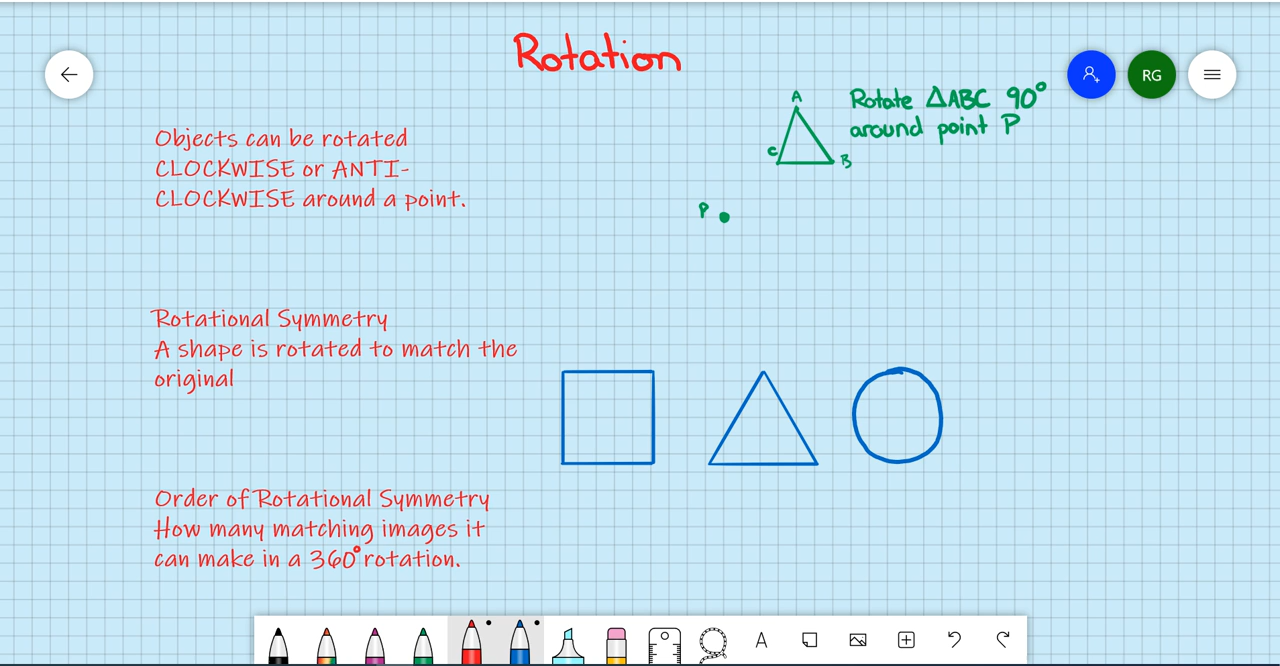 Rotation
RG
A
Rotate △ABC 90°
around point P
C
B
P
Objects can be rotated
CLOCKWISE or ANTI-
CLOCKWISE around a point.
Rotational Symmetry
A shape is rotated to match the
original
Order of Rotational Symmetry
How many matching images it
can make in a 360° rotation.
A